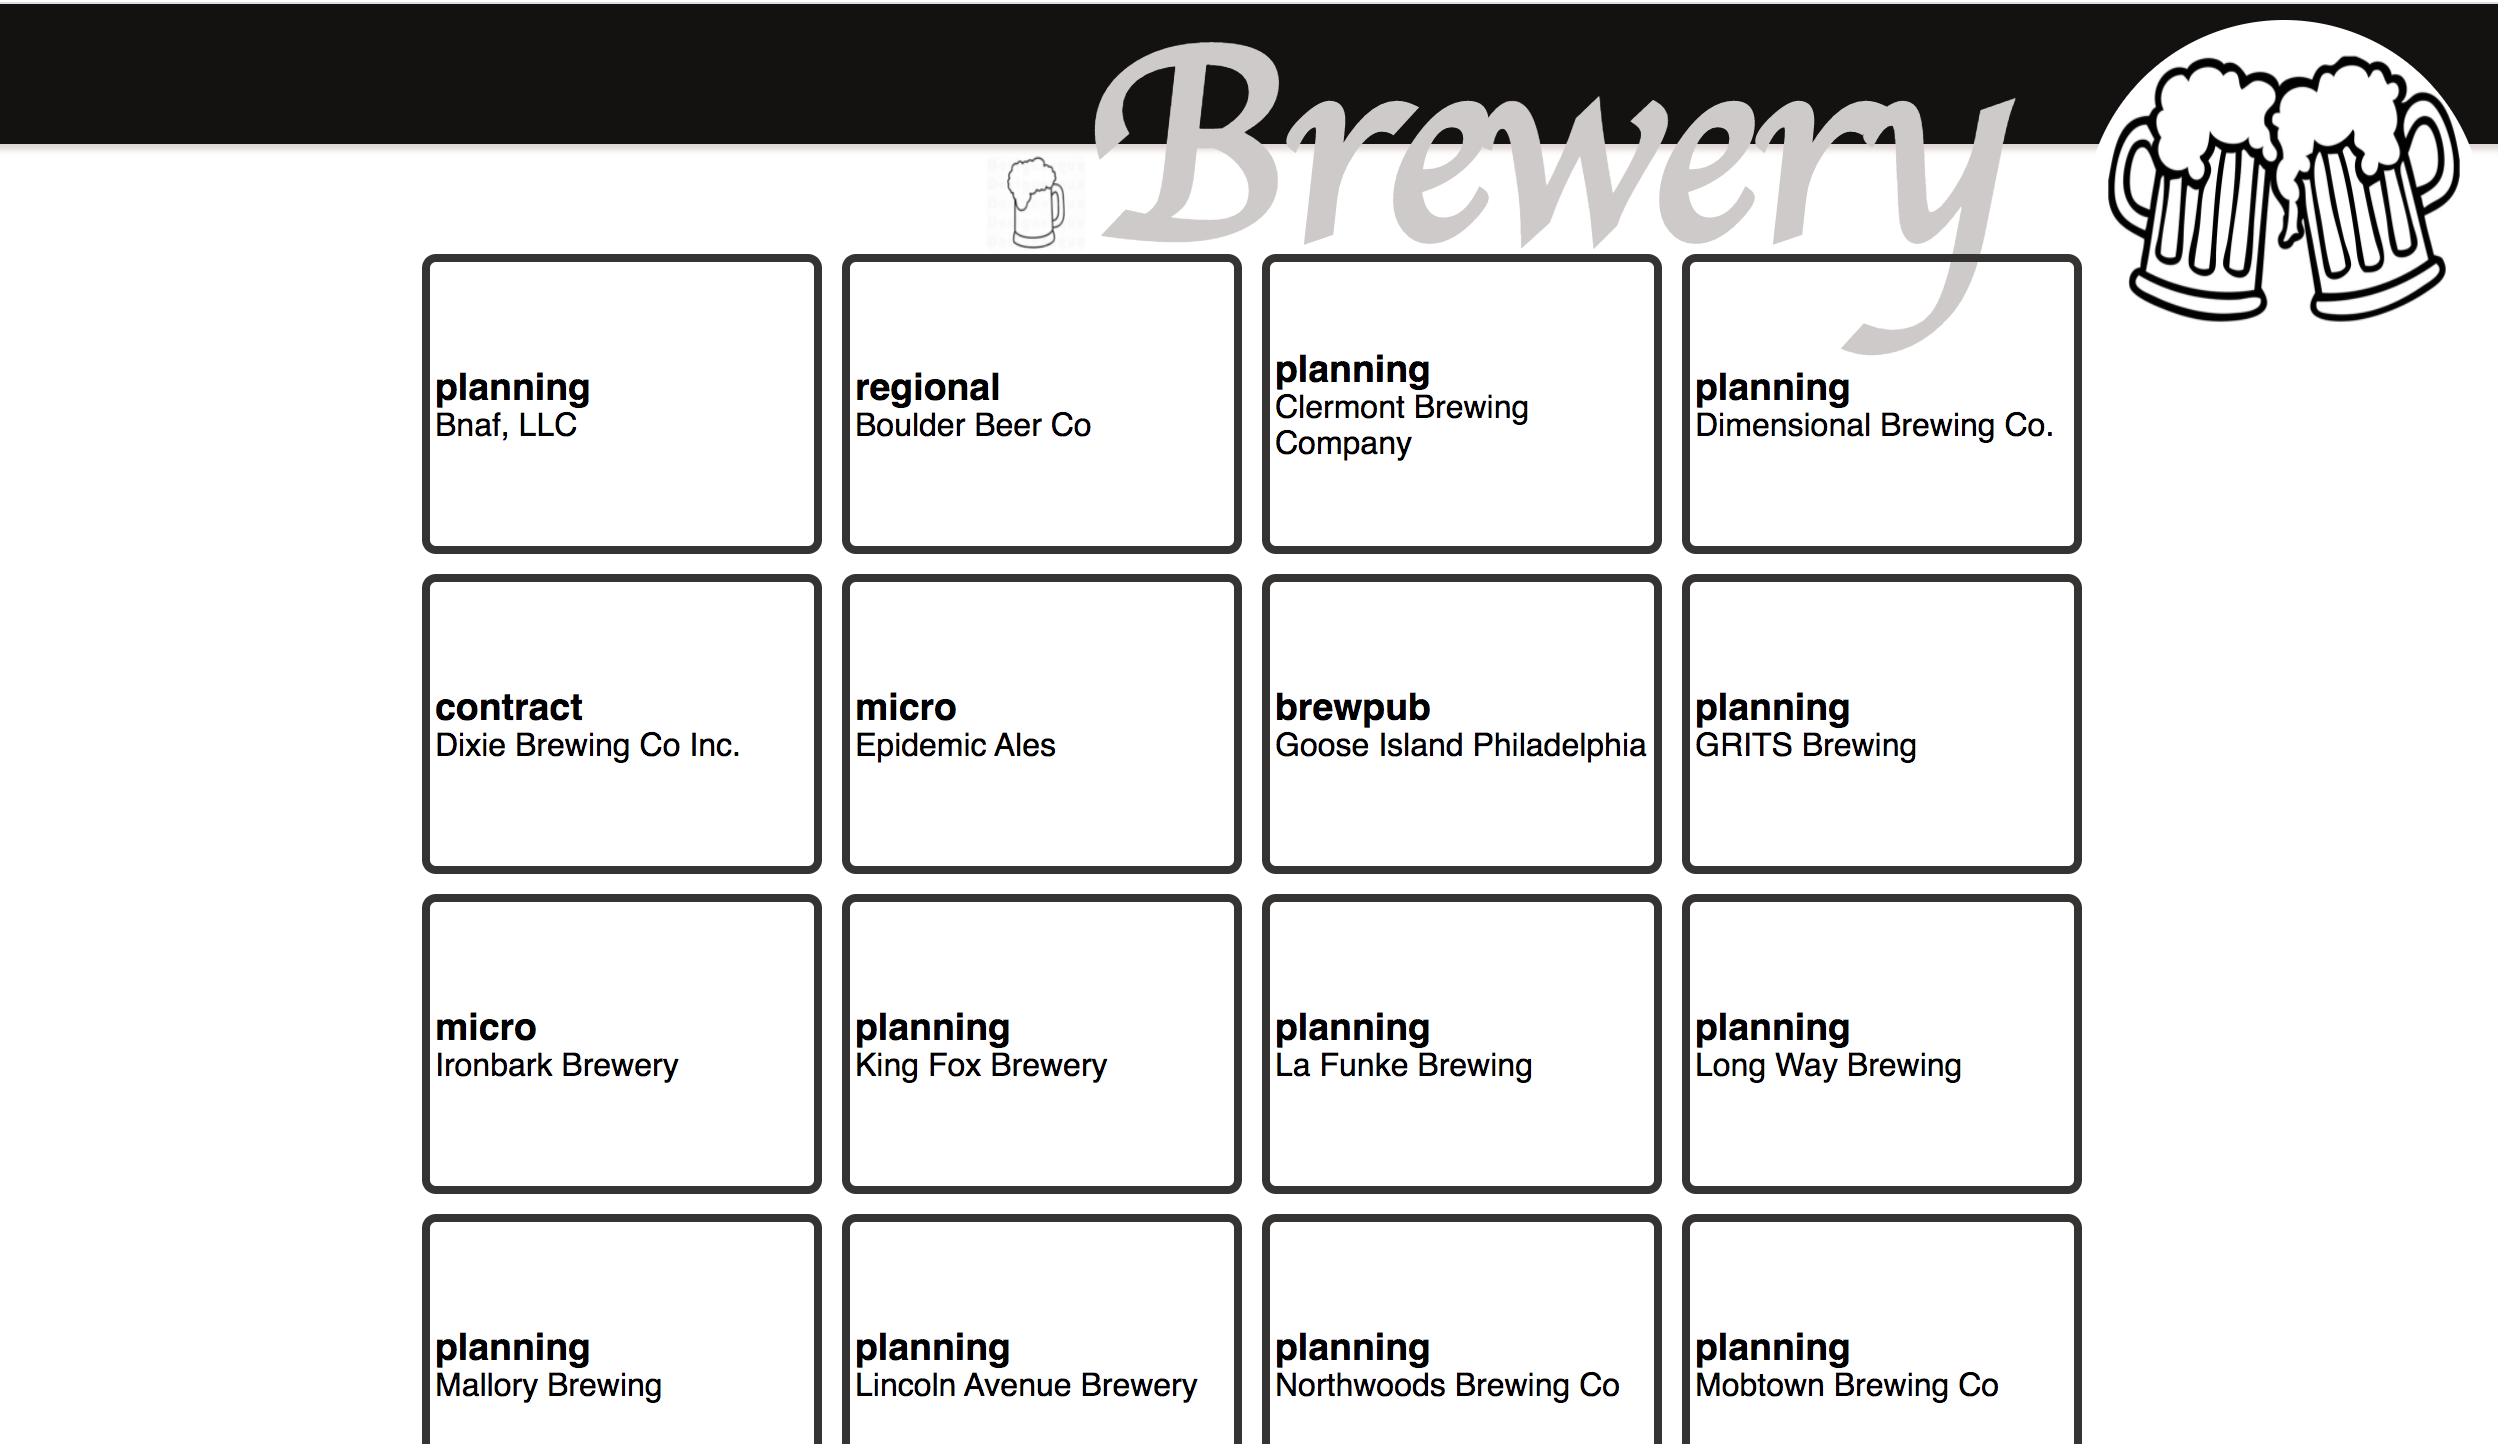 Brewery
planning
Bnaf, LLC
regional
Boulder Beer Co
planning
Clermont Brewing
Company
planning
Dimensional Brewing Co.
contract
Dixie Brewing Co Inc.
micro
Epidemic Ales
brewpub
Goose Island Philadelphia
planning
GRITS Brewing
micro
Ironbark Brewery
planning
King Fox Brewery
planning
La Funke Brewing
planning
Long Way Brewing
planning
Mallory Brewing
planning
Lincoln Avenue Brewery
planning
Northwoods Brewing Co
planning
Mobtown Brewing Co